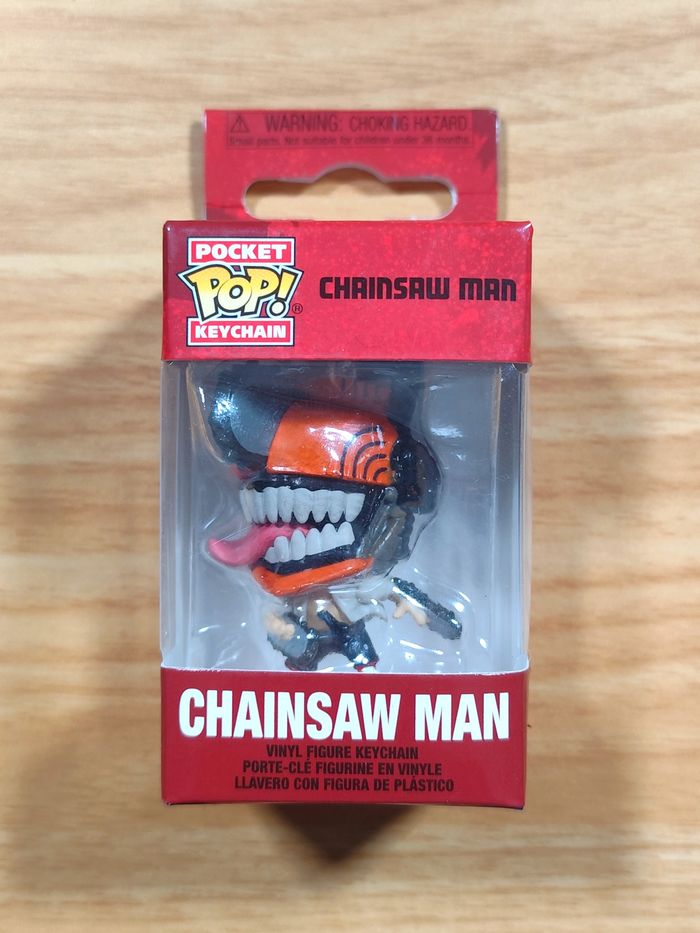 WARNING: CHOKING HAZARD
Small parts. Not suitable for children under 36 months.
POCKET
POP!®
KEYCHAIN
CHAINSAW MAN
CHAINSAW MAN
VINYL FIGURE KEYCHAIN
PORTE-CLÉ FIGURINE EN VINYLE
LLAVERO CON FIGURA DE PLÁSTICO